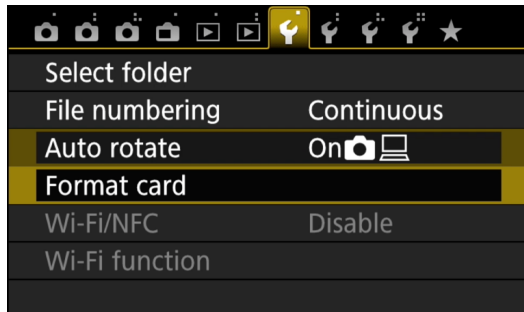 Select folder
File numbering Continuous
Auto rotate On
Format card
Wi-Fi/NFC Disable
Wi-Fi function